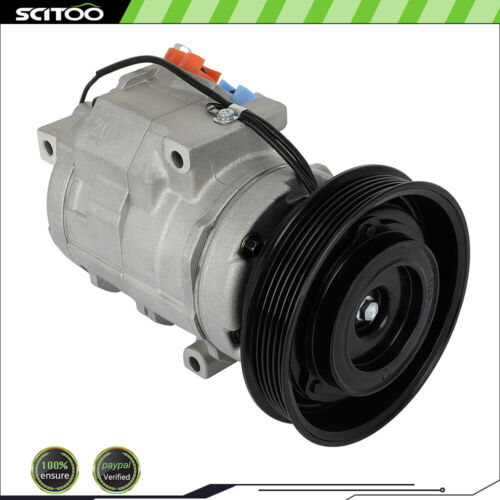 SCITOO
20
100%
ensure
paypal
Verified